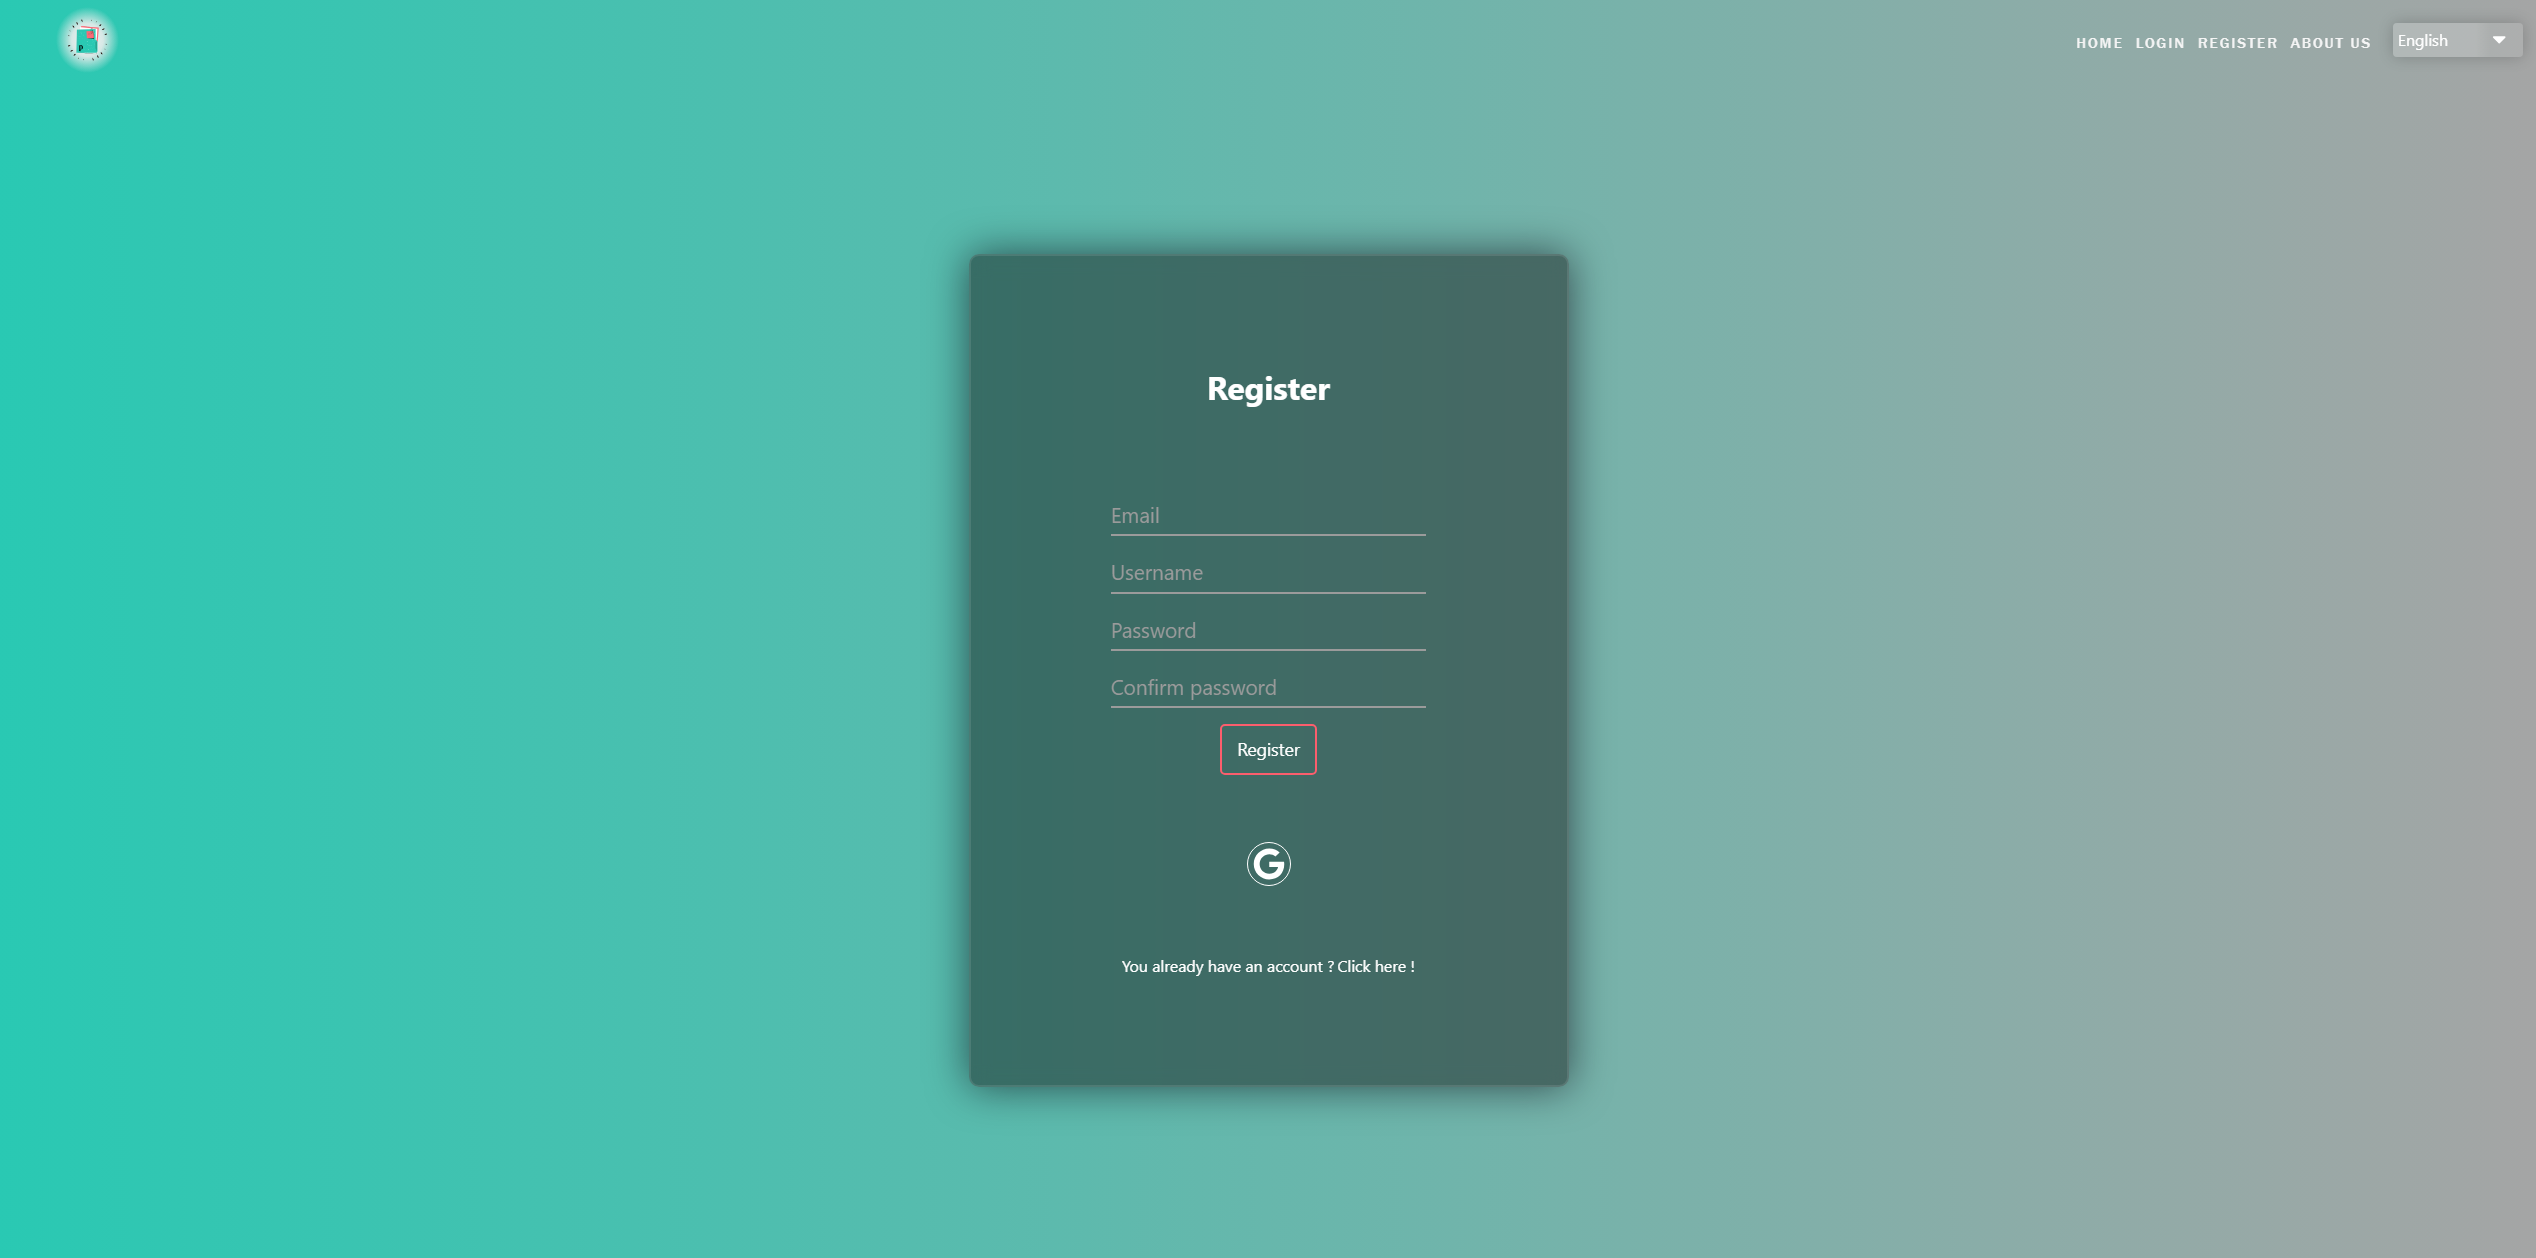 HOME LOGIN REGISTER ABOUT US English
Register
Email
Username
Password
Confirm password
Register
G
You already have an account ? Click here !